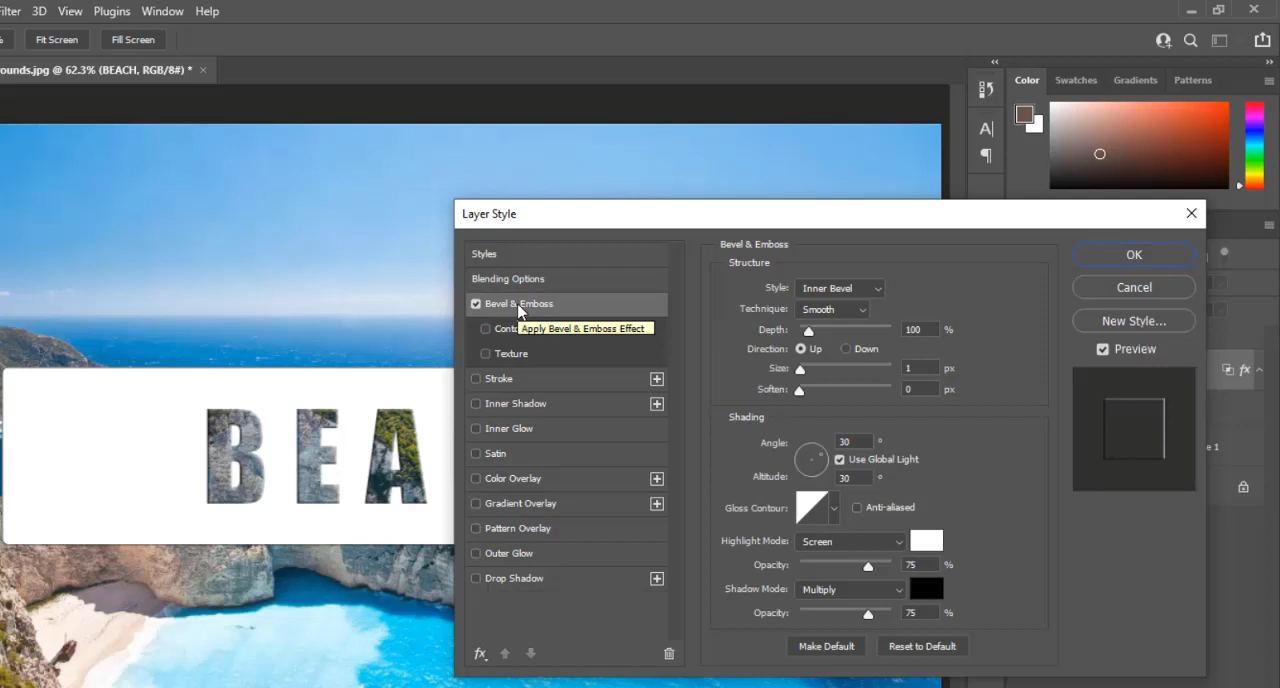 Filter 3D View Plugins Window Help
% Fit Screen Fill Screen
ounds.jpg @ 62.3% (BEACH, RGB/8#) * ×
Color Swatches Gradients Patterns
Layer Style
Styles
Blending Options
Bevel & Emboss
Conto
Apply Bevel & Emboss Effect
Texture
Stroke
Inner Shadow
Inner Glow
Satin
Color Overlay
Gradient Overlay
Pattern Overlay
Outer Glow
Drop Shadow
fx
Bevel & Emboss
Structure
Style: Inner Bevel
Technique: Smooth
Depth: 100 %
Direction: Up Down
Size: 1 px
Soften: 0 px
Shading
Angle: 30 °
Use Global Light
Altitude: 30 °
Gloss Contour: Anti-aliased
Highlight Mode: Screen
Opacity: 75 %
Shadow Mode: Multiply
Opacity: 75 %
Make Default Reset to Default
OK
Cancel
New Style...
Preview
fx
e 1
BEA